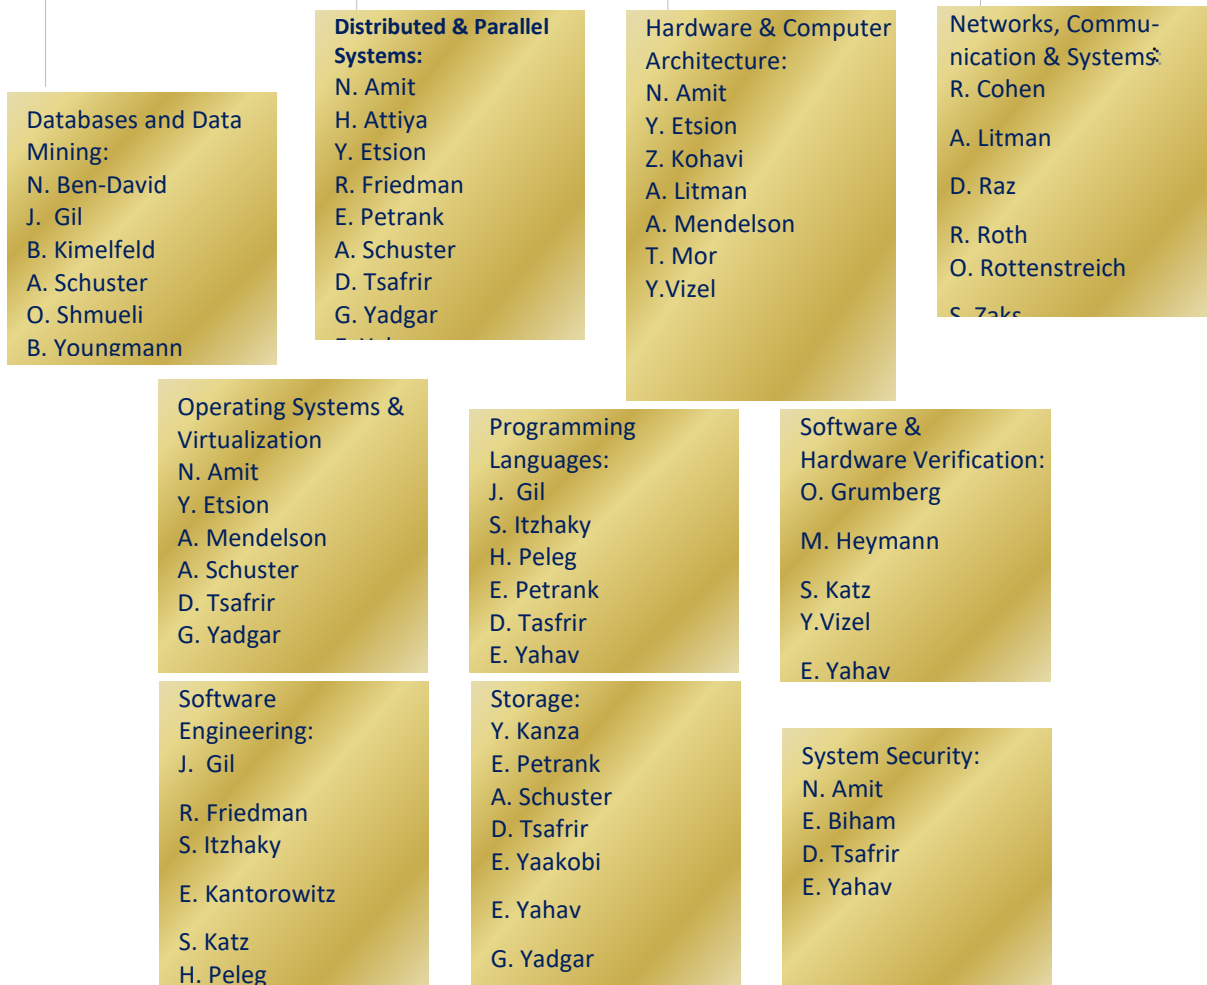 Databases and Data
Mining:
N. Ben-David
J. Gil
B. Kimelfeld
A. Schuster
O. Shmueli
B. Youngmann
Distributed & Parallel
Systems:
N. Amit
H. Attiya
Y. Etsion
R. Friedman
E. Petrank
A. Schuster
D. Tsafrir
G. Yadgar
Hardware & Computer
Architecture:
N. Amit
Y. Etsion
Z. Kohavi
A. Litman
A. Mendelson
T. Mor
Y.Vizel
Networks, Commu-
nication & Systems:
R. Cohen
A. Litman
D. Raz
R. Roth
O. Rottenstreich
S. Zaks
Operating Systems &
Virtualization
N. Amit
Y. Etsion
A. Mendelson
A. Schuster
D. Tsafrir
G. Yadgar
Programming
Languages:
J. Gil
S. Itzhaky
H. Peleg
E. Petrank
D. Tasfrir
E. Yahav
Software &
Hardware Verification:
O. Grumberg
M. Heymann
S. Katz
Y.Vizel
E. Yahav
Software
Engineering:
J. Gil
R. Friedman
S. Itzhaky
E. Kantorowitz
S. Katz
H. Peleg
Storage:
Y. Kanza
E. Petrank
A. Schuster
D. Tsafrir
E. Yaakobi
E. Yahav
G. Yadgar
System Security:
N. Amit
E. Biham
D. Tsafrir
E. Yahav